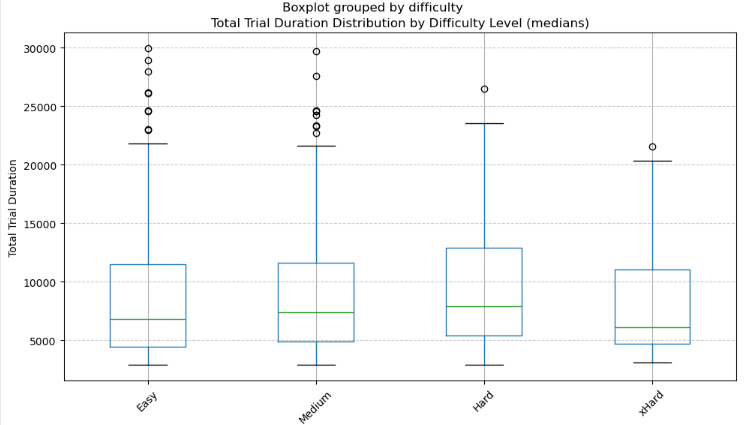 Boxplot grouped by difficulty
Total Trial Duration Distribution by Difficulty Level (medians)
30000
25000
20000
15000
10000
5000
Total Trial Duration
Easy
Medium
Hard
xHard